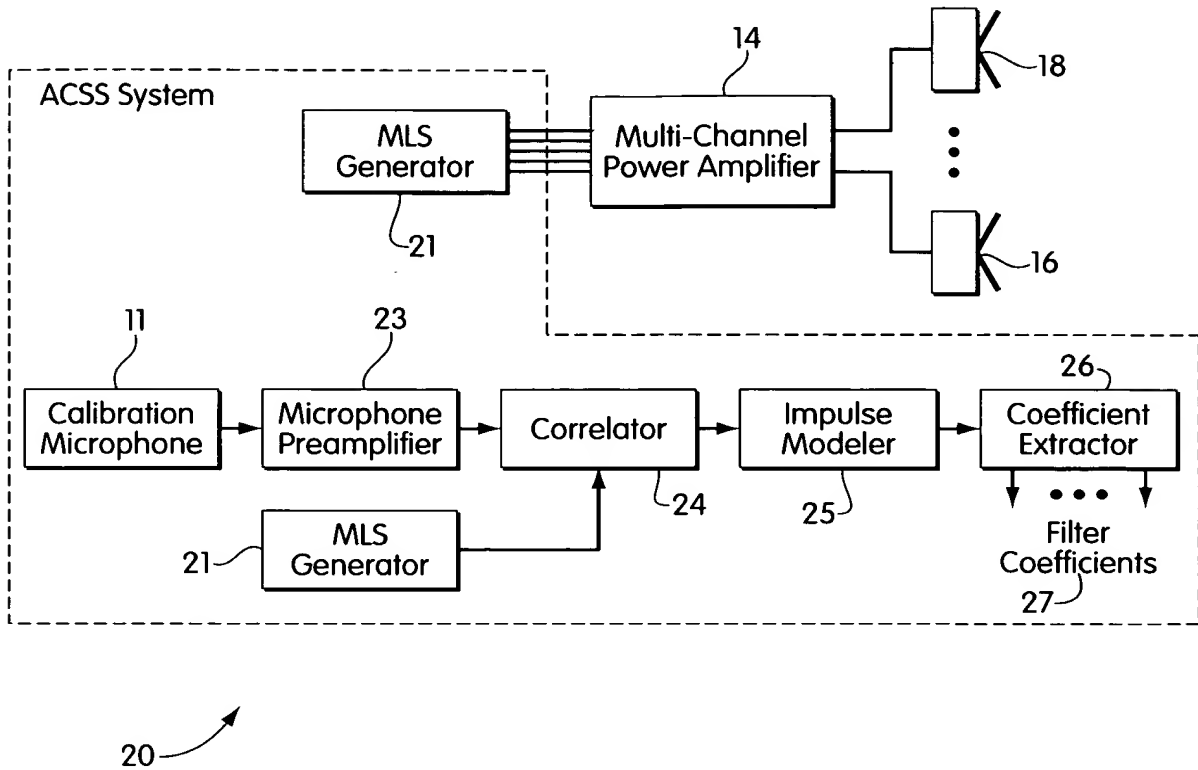 14
18
ACSS System
MLS
Generator
Multi-Channel
Power Amplifier
21
16
11
23
26
Calibration
Microphone
Microphone
Preamplifier
Correlator
Impulse
Modeler
Coefficient
Extractor
24
25
21
MLS
Generator
Filter
Coefficients
27
20